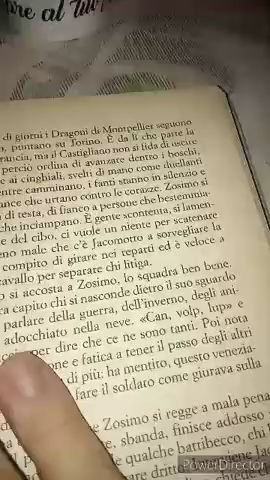 re al tuo
di giorni i Dragoni di Montpellier seguono
puntano su Torino. È da lì che parte la
rancia, ma il Castigliano non si fida di uscire
perciò ordina di avanzare dentro i boschi,
e ai cinghiali, svelti di mano come duellanti
entre camminano, i fanti stanno in silenzio e
ance che urtano contro le corazze. Zosimo si
di testa, di fianco a persone che bestemmia-
che inciampano. È gente scontenta, si lamen-
e del cibo, ci vuole un niente per scatenare
eno male che c'è Jacomotto a sorvegliare la
compito di girare nei reparti ed è veloce a
cavallo per separare chi litiga.
si accosta a Zosimo, lo squadra ben bene.
ca capito chi si nasconde dietro il suo sguardo
parlare della guerra, dell'inverno, degli ani-
adocchiato nella neve. «Can, volp, lup» e
per dire che ce ne sono tanti. Poi nota
one e fatica a tener il passo degli altri
di più: ha mentito, questo venezia-
fare il soldato come giurava sulla
Zosimo si regge a mala pena
sbanda, finisce addosso
e qualche battibecco, chi
dritto
PowerDirector